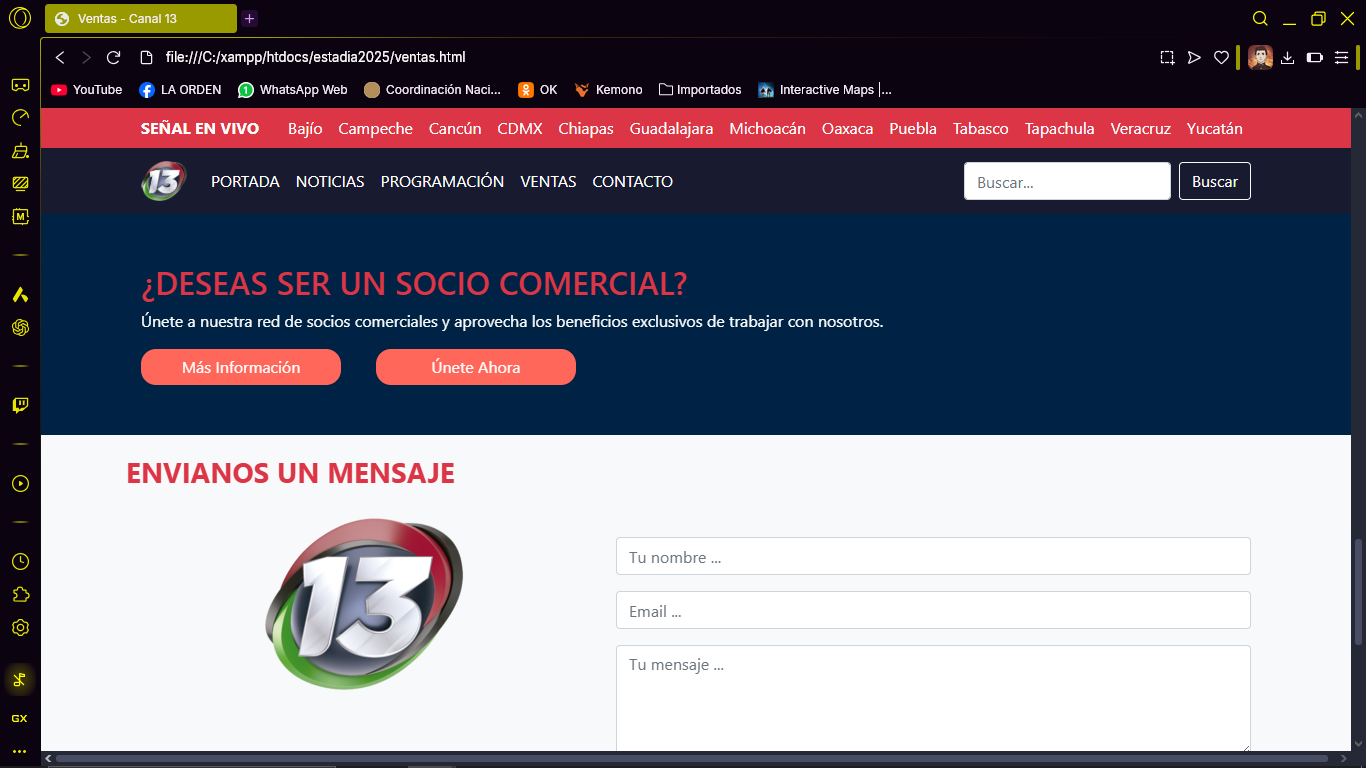 Ventas - Canal 13
file:///C:/xampp/htdocs/estadia2025/ventas.html
YouTube LA ORDEN WhatsApp Web Coordinación Naci... OK Kemono Importados Interactive Maps |...
SEÑAL EN VIVO Bajío Campeche Cancún CDMX Chiapas Guadalajara Michoacán Oaxaca Puebla Tabasco Tapachula Veracruz Yucatán
13 PORTADA NOTICIAS PROGRAMACIÓN VENTAS CONTACTO Buscar... Buscar
¿DESEAS SER UN SOCIO COMERCIAL?
Únete a nuestra red de socios comerciales y aprovecha los beneficios exclusivos de trabajar con nosotros.
Más Información Únete Ahora
ENVIANOS UN MENSAJE
13
Tu nombre ...
Email ...
Tu mensaje ...
GX